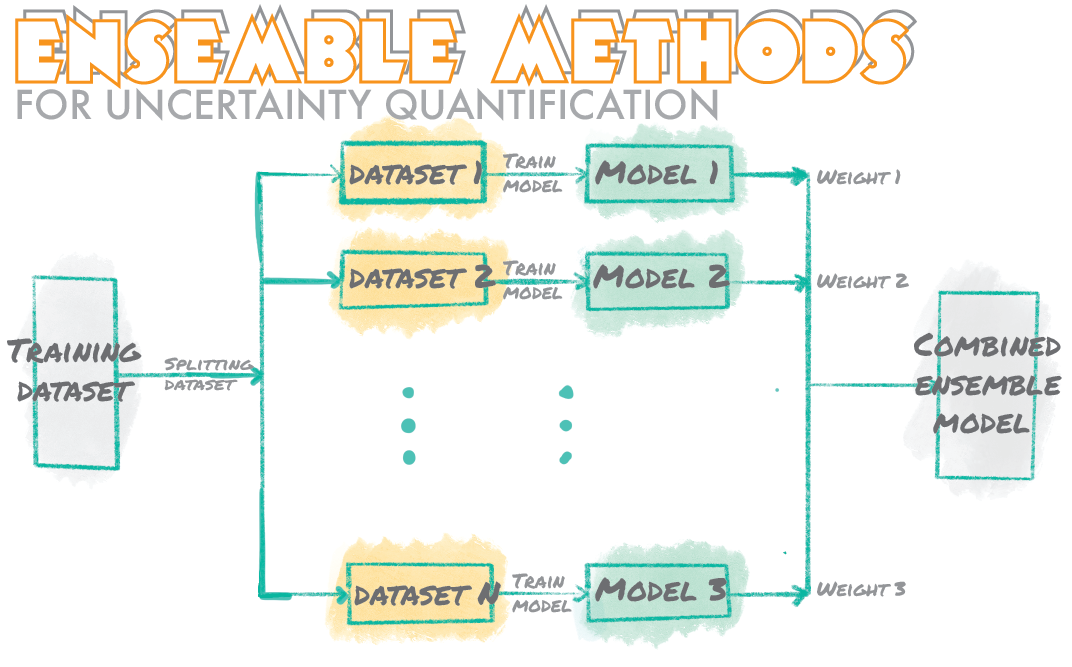 ENSEMBLE METHODS
FOR UNCERTAINTY QUANTIFICATION
DATASET 1
TRAIN
MODEL
MODEL 1
WEIGHT 1
DATASET 2
TRAIN
MODEL
MODEL 2
WEIGHT 2
TRAINING
DATASET
SPLITTING
DATASET
COMBINED
ENSEMBLE
MODEL
DATASET N
TRAIN
MODEL
MODEL 3
WEIGHT 3